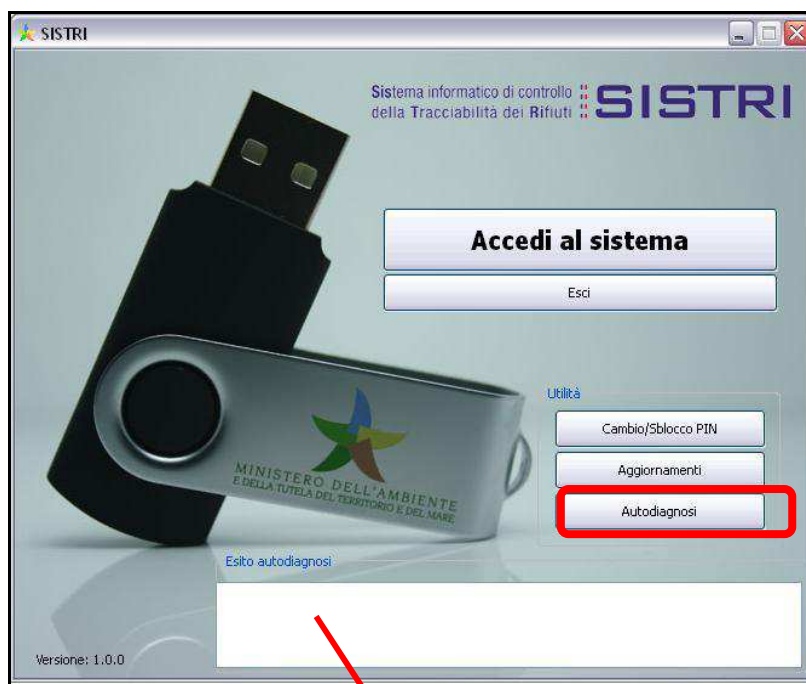 SISTRI
Sistema informatico di controllo
della Tracciabilità dei Rifiuti
SISTRI
Accedi al sistema
Esci
Utilità
Cambio/Sblocco PIN
Aggiornamenti
Autodiagnosi
MINISTERO DELL'AMBIENTE
E DELLA TUTELA DEL TERRITORIO E DEL MARE
Esito autodiagnosi
Versione: 1.0.0